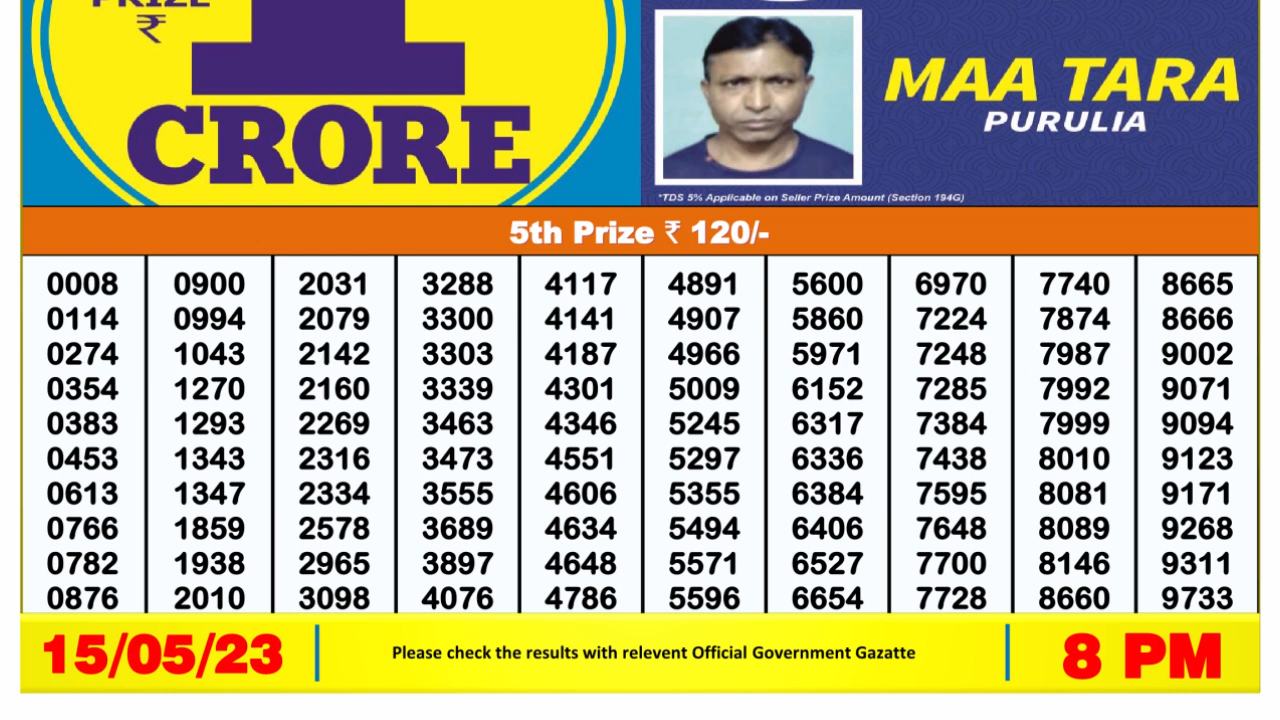 PRIZE
₹
1
CRORE
MAA TARA
PURULIA
*TDS 5% Applicable on Seller Prize Amount (Section 194G)
5th Prize ₹ 120/-
0008 0900 2031 3288 4117 4891 5600 6970 7740 8665
0114 0994 2079 3300 4141 4907 5860 7224 7874 8666
0274 1043 2142 3303 4187 4966 5971 7248 7987 9002
0354 1270 2160 3339 4301 5009 6152 7285 7992 9071
0383 1293 2269 3463 4346 5245 6317 7384 7999 9094
0453 1343 2316 3473 4551 5297 6336 7438 8010 9123
0613 1347 2334 3555 4606 5355 6384 7595 8081 9171
0766 1859 2578 3689 4634 5494 6406 7648 8089 9268
0782 1938 2965 3897 4648 5571 6527 7700 8146 9311
0876 2010 3098 4076 4786 5596 6654 7728 8660 9733
15/05/23
Please check the results with relevent Official Government Gazatte
8 PM